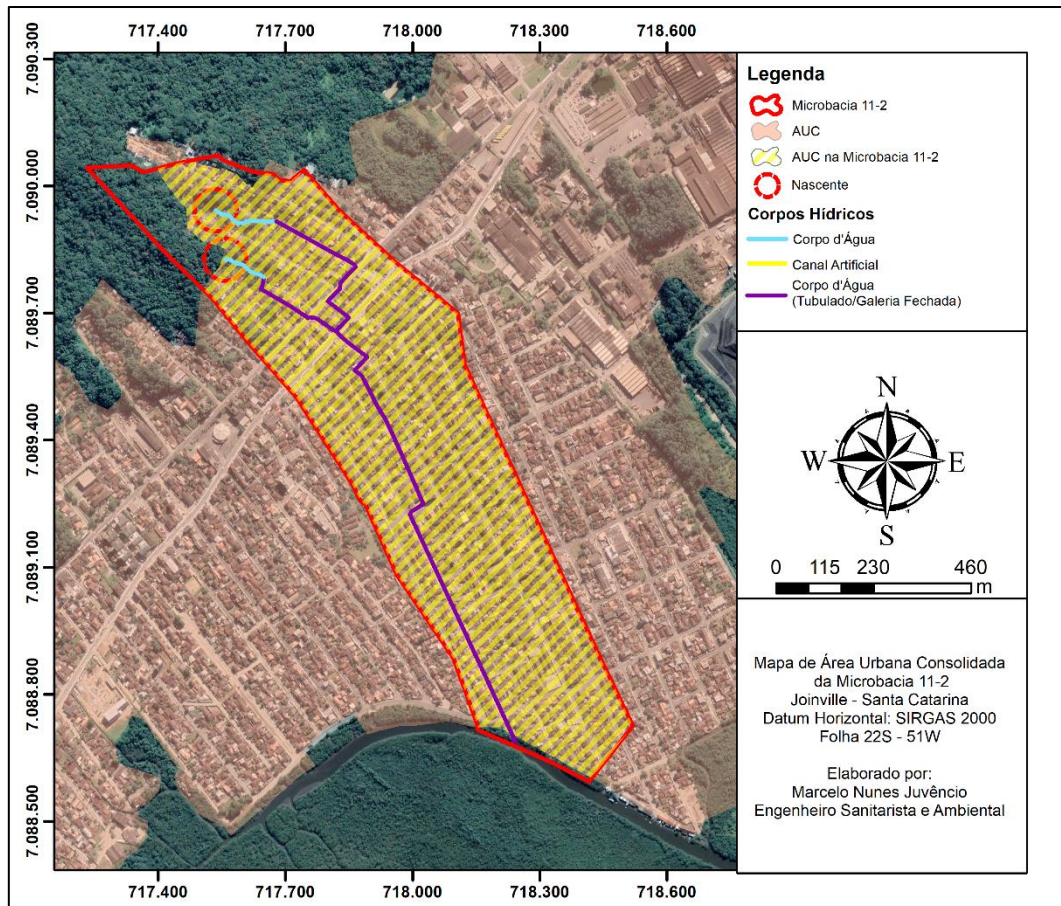 717.400 717.700 718.000 718.300 718.600
7.090.300
7.090.000
7.089.700
7.089.400
7.089.100
7.088.800
7.088.500
717.400 717.700 718.000 718.300 718.600
Legenda
Microbacia 11-2
AUC
AUC na Microbacia 11-2
Nascente
Corpos Hídricos
Corpo d'Água
Canal Artificial
Corpo d'Água
(Tubulado/Galeria Fechada)
N
W E
S
0 115 230 460
m
Mapa de Área Urbana Consolidada
da Microbacia 11-2
Joinville - Santa Catarina
Datum Horizontal: SIRGAS 2000
Folha 22S - 51W
Elaborado por:
Marcelo Nunes Juvêncio
Engenheiro Sanitarista e Ambiental